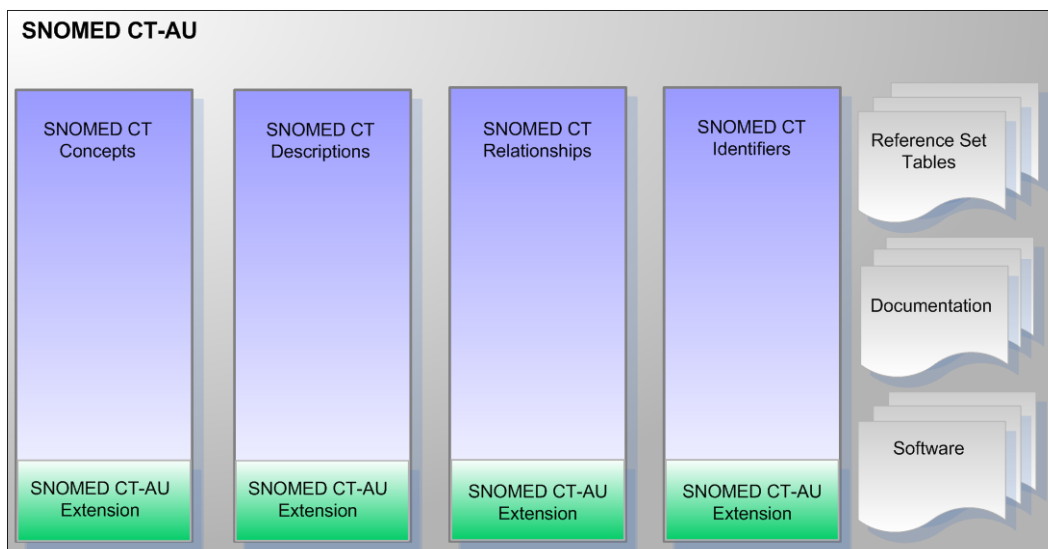 SNOMED CT-AU
SNOMED CT
Concepts
SNOMED CT-AU
Extension
SNOMED CT
Descriptions
SNOMED CT-AU
Extension
SNOMED CT
Relationships
SNOMED CT-AU
Extension
SNOMED CT
Identifiers
SNOMED CT-AU
Extension
Reference Set
Tables
Documentation
Software